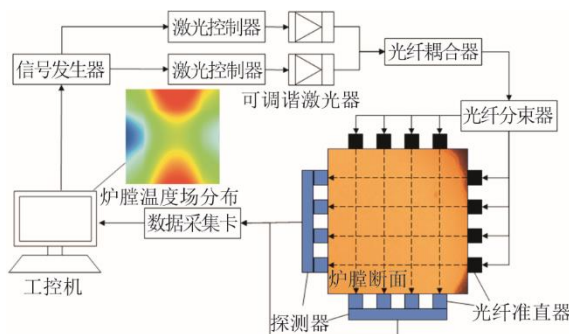 激光控制器
光纤耦合器
信号发生器
激光控制器
可调谐激光器
光纤分束器
炉膛温度场分布
数据采集卡
炉膛断面
工控机
探测器
光纤准直器